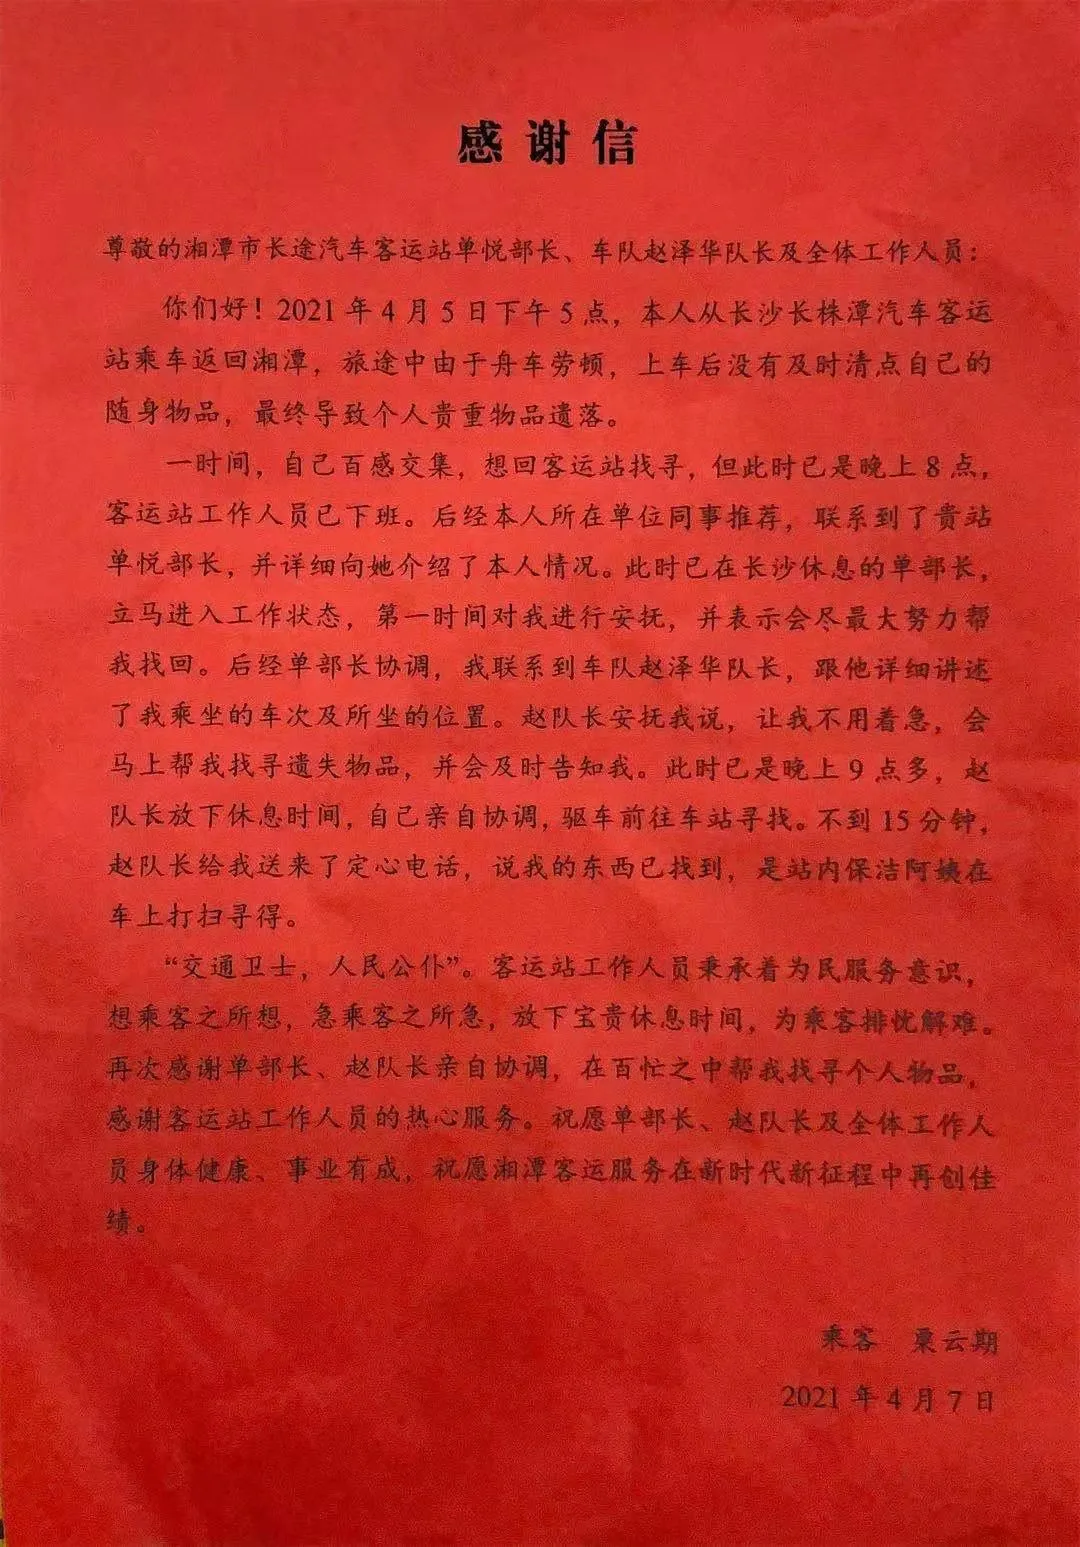 感谢信
尊敬的湘潭市长途汽车客运站单悦部长、车队赵泽华队长及全体工作人员：
你们好！2021年4月5日下午5点，本人从长沙长株潭汽车客运
站乘车返回湘潭，旅途中由于舟车劳顿，上车后没有及时清点自己的
随身物品，最终导致个人贵重物品遗落。
一时间，自己百感交集，想回客运站找寻，但此时已是晚上8点，
客运站工作人员已下班。后经本人所在单位同事推荐，联系到了贵站
单悦部长，并详细向她介绍了本人情况。此时已在长沙休息的单部长，
立马进入工作状态，第一时间对我进行安抚，并表示会尽最大努力帮
我找回。后经单部长协调，我联系到车队赵泽华队长，跟他详细讲述
了我乘坐的车次及所坐的位置。赵队长安抚我说，让我不用着急，会
马上帮我找寻遗失物品，并会及时告知我。此时已是晚上9点多，赵
队长放下休息时间，自己亲自协调，驱车前往车站寻找。不到15分钟，
赵队长给我送来了定心电话，说我的东西已找到，是站内保洁阿姨在
车上打扫寻得。
“交通卫士，人民公仆”。客运站工作人员秉承着为民服务意识，
想乘客之所想，急乘客之所急，放下宝贵休息时间，为乘客排忧解难。
再次感谢单部长、赵队长亲自协调，在百忙之中帮我找寻个人物品，
感谢客运站工作人员的热心服务。祝愿单部长、赵队长及全体工作人
员身体健康、事业有成，祝愿湘潭客运服务在新时代新征程中再创佳
绩。
乘客 粟云期
2021年4月7日